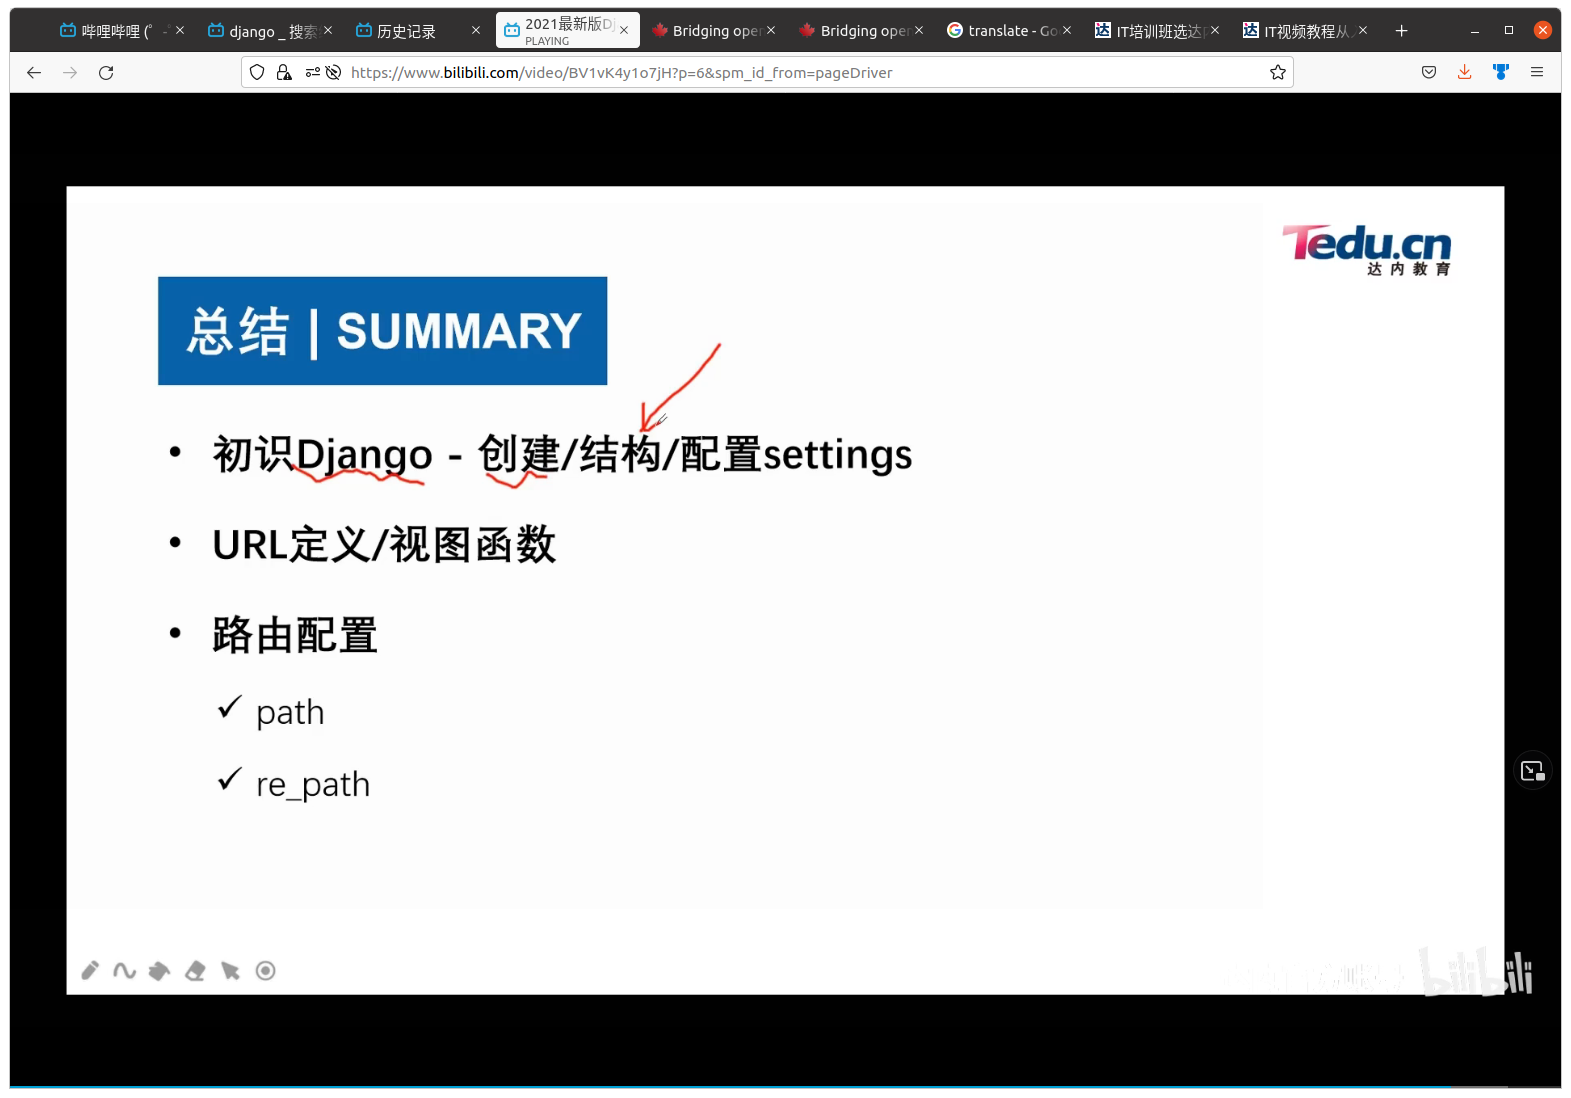 哔哩哔哩 (゜-゜
django _ 搜索
历史记录
2021最新版Dj
PLAYING
Bridging oper
Bridging oper
translate - Go
IT培训班选达内
IT视频教程从入
https://www.bilibili.com/video/BV1vK4y1o7jH?p=6&spm_id_from=pageDriver
Tedu.cn
达内教育
总结 | SUMMARY
• 初识Django - 创建/结构/配置settings
• URL定义/视图函数
• 路由配置
✓ path
✓ re_path
bilibili